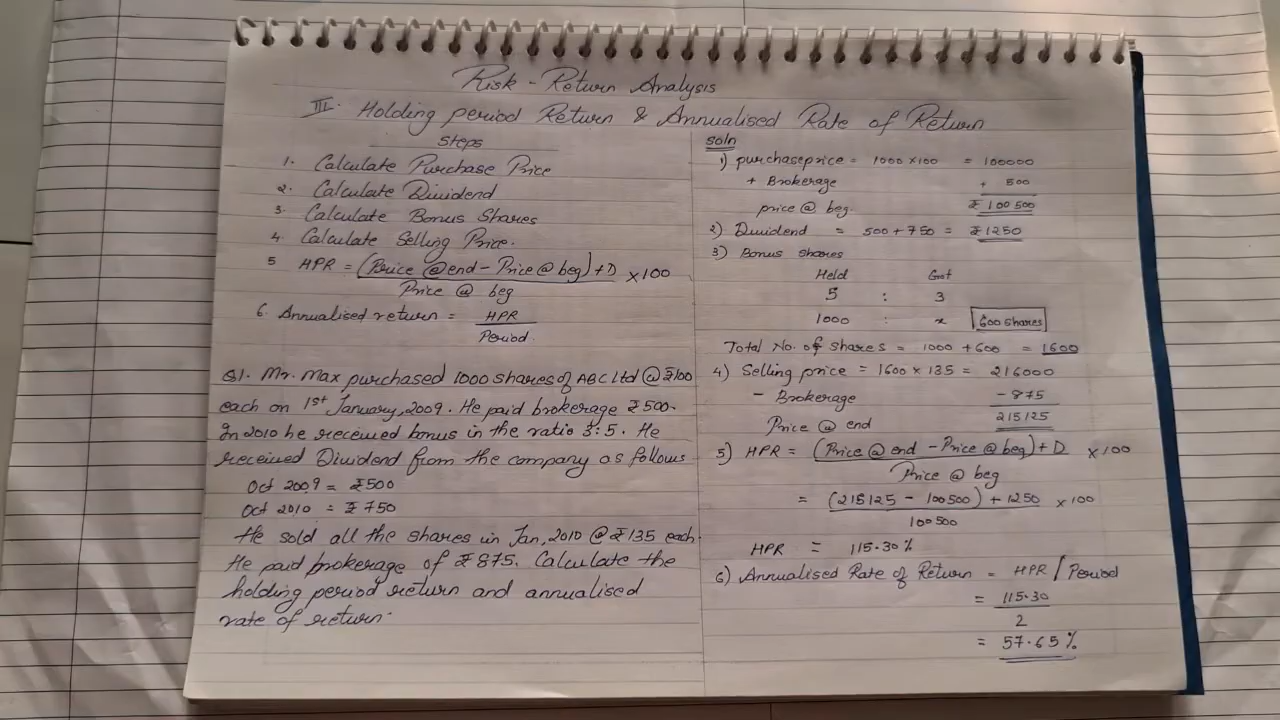 Risk - Return Analysis
III. Holding period Return & Annualised Rate of Return
Steps
1. Calculate Purchase Price
2. Calculate Dividend
3. Calculate Bonus Shares
4. Calculate Selling Price.
5 HPR = (Price @ end - Price @ beg) + D × 100
Price @ beg
6. Annualised return = HPR
Period.
Q1. Mr. Max purchased 1000 shares of ABC ltd @ ₹100
each on 1st January, 2009. He paid brokerage ₹500.
In 2010 he received bonus in the ratio 3:5. He
received Dividend from the company as follows
Oct 2009 = ₹500
Oct 2010 = ₹750
He sold all the shares in Jan, 2010 @ ₹135 each.
He paid brokerage of ₹875. Calculate the
holding period return and annualised
rate of return.
Soln
1) purchase price = 1000 × 100 = 100000
+ Brokerage + 500
price @ beg. ₹ 100 500
2) Dividend = 500 + 750 = ₹1250
3) Bonus shares
Held Got
5 : 3
1000 : x 600 shares
Total No. of shares = 1000 + 600 = 1600
4) Selling price = 1600 × 135 = 216000
- Brokerage - 875
Price @ end 215125
5) HPR = (Price @ end - Price @ beg) + D × 100
Price @ beg
= (215125 - 100500) + 1250 × 100
100500
HPR = 115.30%
6) Annualised Rate of Return = HPR / Period
= 115.30
2
= 57.65%